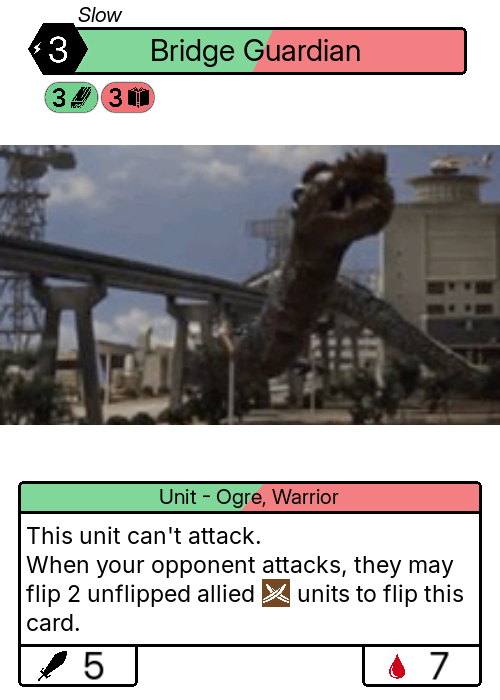 Slow
3 Bridge Guardian
3 3
Unit - Ogre, Warrior
This unit can't attack.
When your opponent attacks, they may
flip 2 unflipped allied units to flip this
card.
5 7